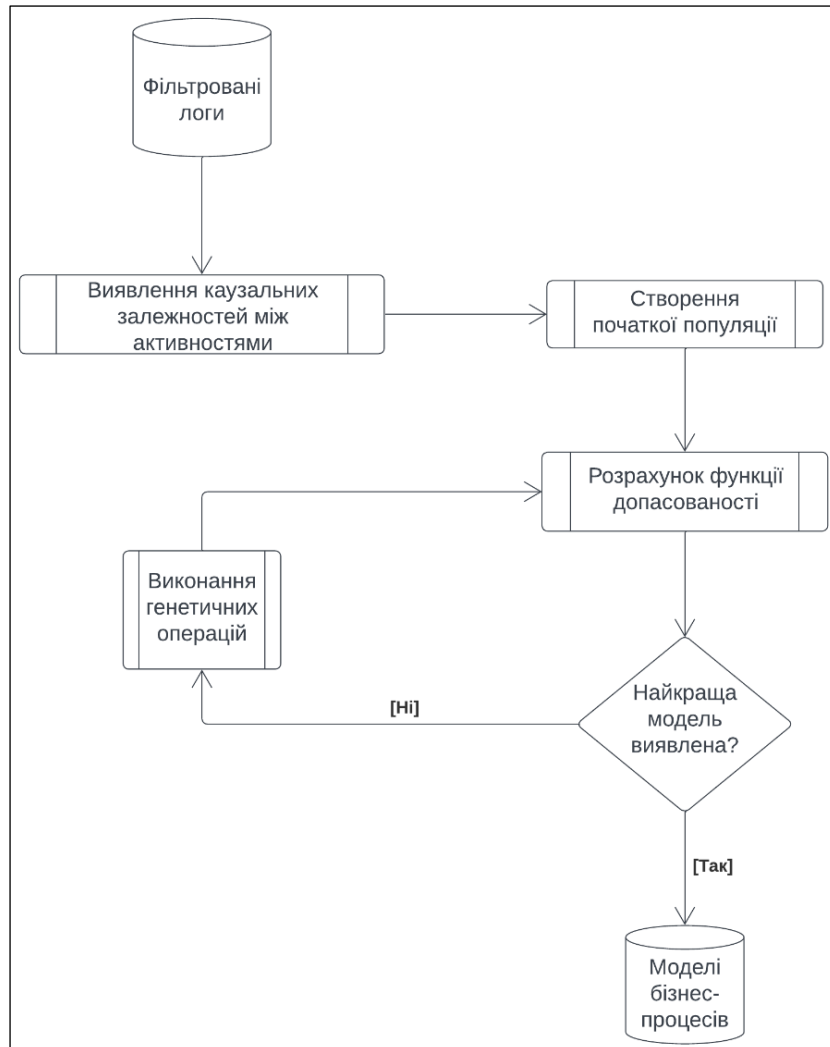 Фільтровані
логи
Виявлення каузальних
залежностей між
активностями
Створення
початкої популяції
Розрахунок функції
допасованості
Виконання
генетичних
операцій
[Ні]
Найкраща
модель
виявлена?
[Так]
Моделі
бізнес-
процесів